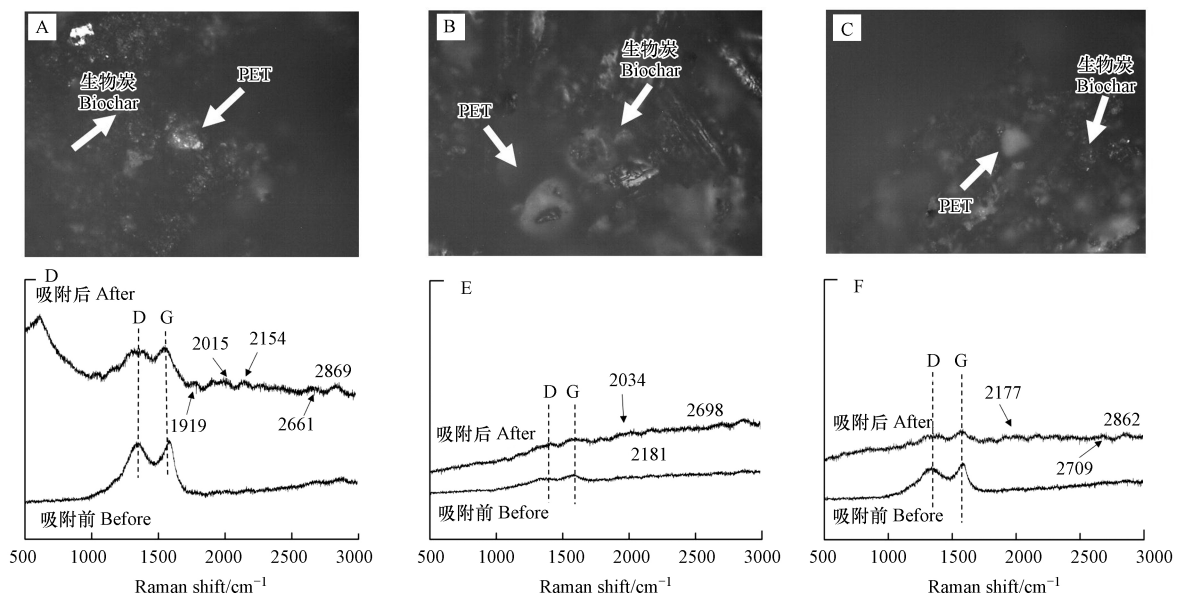 A
生物炭
Biochar
PET
B
生物炭
Biochar
PET
C
生物炭
Biochar
PET
D
吸附后 After
D
G
2015
2154
2869
1919
2661
吸附前 Before
500
1000
1500
2000
2500
3000
Raman shift/cm⁻¹
E
D
G
2034
2698
吸附后 After
2181
吸附前 Before
500
1000
1500
2000
2500
3000
Raman shift/cm⁻¹
F
D
G
2177
2862
吸附后 After
2709
吸附前 Before
500
1000
1500
2000
2500
3000
Raman shift/cm⁻¹